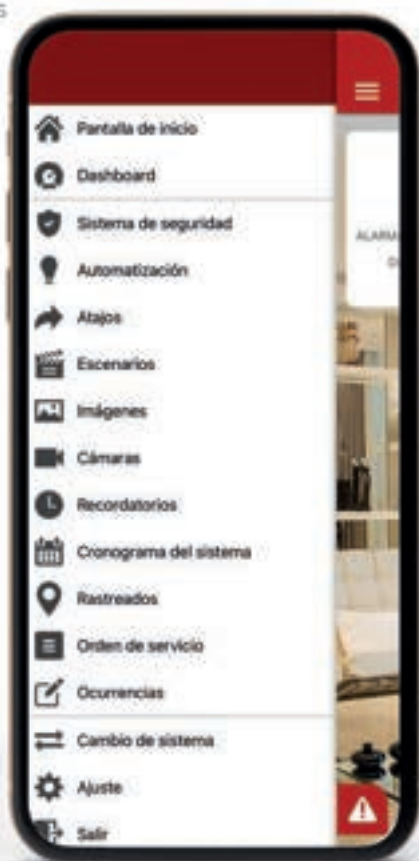 Pantalla de inicio
Dashboard
Sistema de seguridad
Automatización
Atajos
Escenarios
Imágenes
Cámaras
Recordatorios
Cronograma del sistema
Rastreados
Orden de servicio
Ocurrencias
Cambio de sistema
Ajuste
Salir